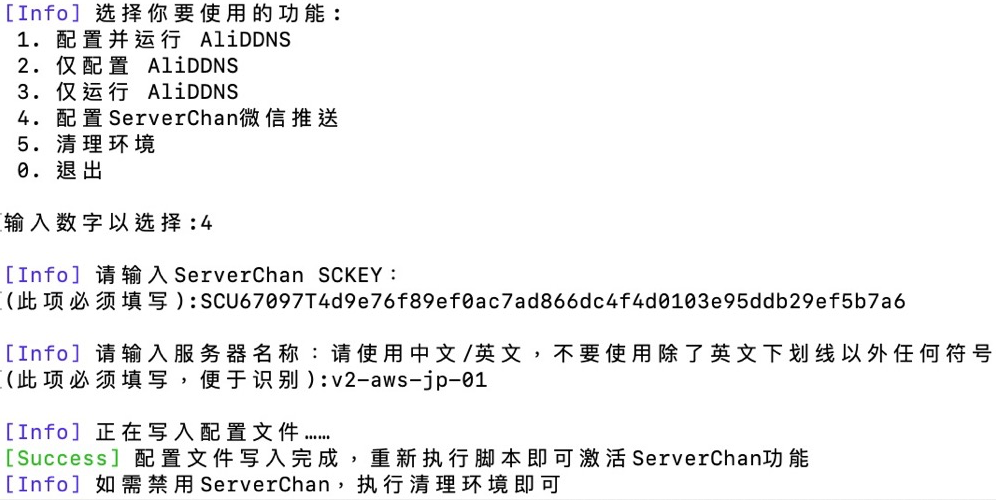 [Info] 选择你要使用的功能:
1. 配置并运行 AliDDNS
2. 仅配置 AliDDNS
3. 仅运行 AliDDNS
4. 配置ServerChan微信推送
5. 清理环境
0. 退出
输入数字以选择:4
[Info] 请输入ServerChan SCKEY：
(此项必须填写):SCU67097T4d9e76f89ef0ac7ad866dc4f4d0103e95ddb29ef5b7a6
[Info] 请输入服务器名称：请使用中文/英文，不要使用除了英文下划线以外任何符号
(此项必须填写，便于识别):v2-aws-jp-01
[Info] 正在写入配置文件……
[Success] 配置文件写入完成，重新执行脚本即可激活ServerChan功能
[Info] 如需禁用ServerChan，执行清理环境即可